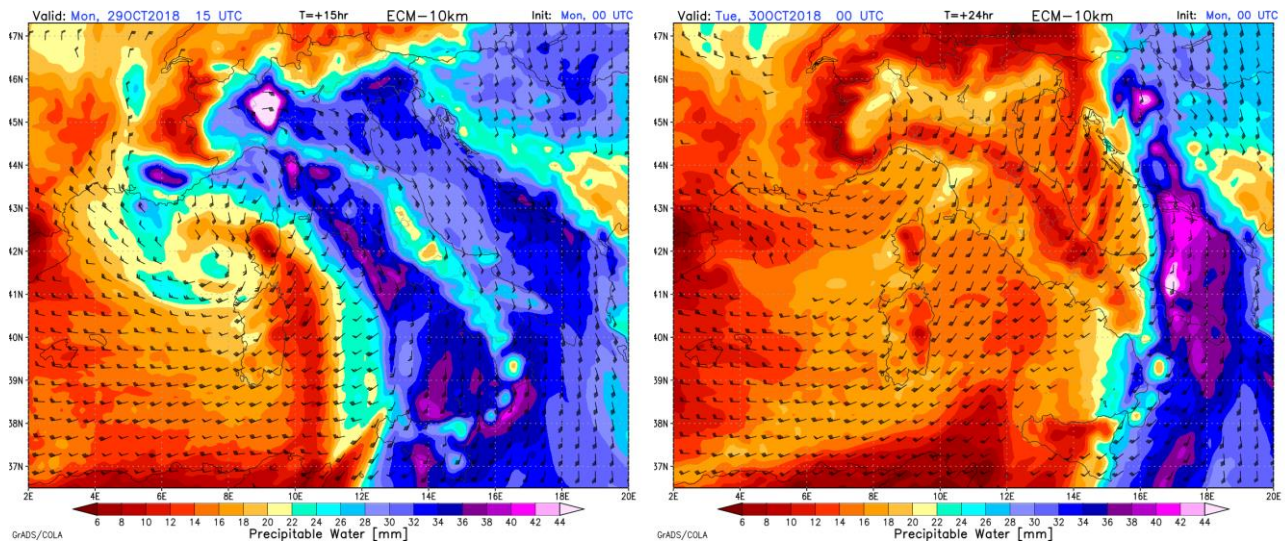 Valid: Mon, 29OCT2018 15 UTC T=+15hr ECM-10km Init: Mon, 00 UTC
47N
46N
45N
44N
43N
42N
41N
40N
39N
38N
37N
2E 4E 6E 8E 10E 12E 14E 16E 18E 20E
6 8 10 12 14 16 18 20 22 24 26 28 30 32 34 36 38 40 42 44
GrADS/COLA Precipitable Water [mm]
Valid: Tue, 30OCT2018 00 UTC T=+24hr ECM-10km Init: Mon, 00 UTC
47N
46N
45N
44N
43N
42N
41N
40N
39N
38N
37N
2E 4E 6E 8E 10E 12E 14E 16E 18E 20E
6 8 10 12 14 16 18 20 22 24 26 28 30 32 34 36 38 40 42 44
GrADS/COLA Precipitable Water [mm]